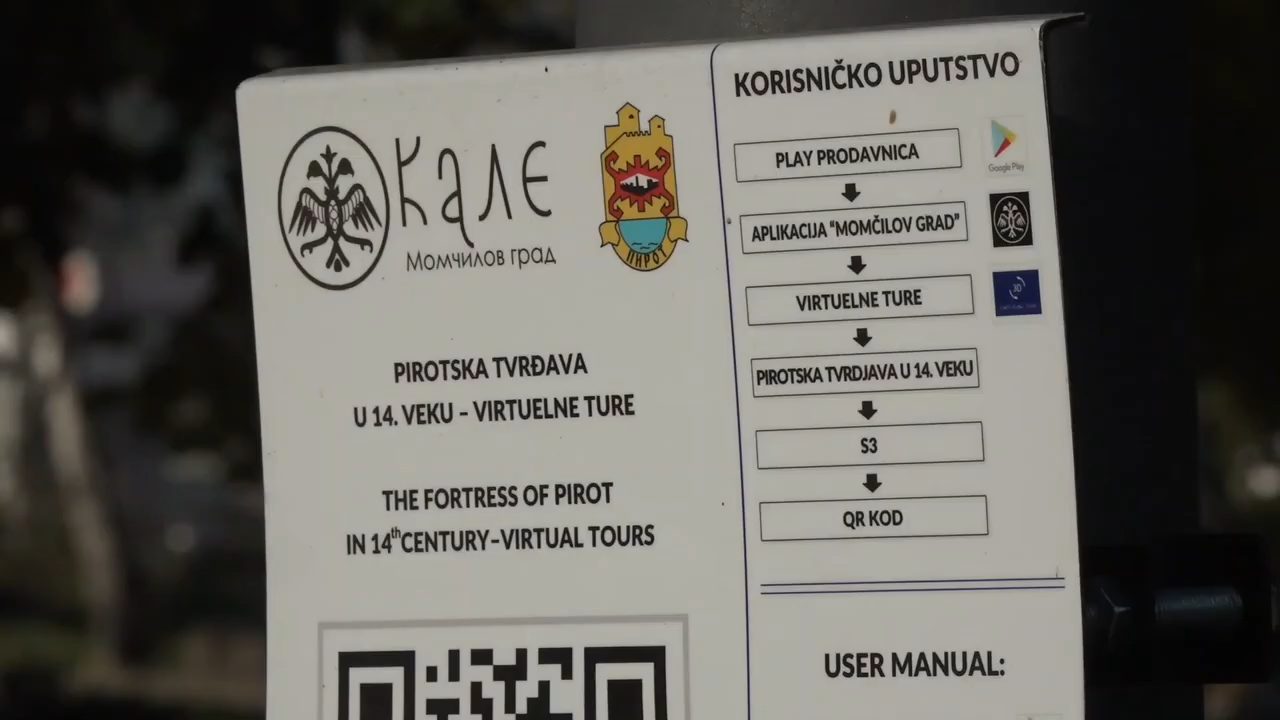 Кале
Момчилов град
ПИРОТ
PIROTSKA TVRĐAVA
U 14. VEKU – VIRTUELNE TURE
THE FORTRESS OF PIROT
IN 14th CENTURY–VIRTUAL TOURS
KORISNIČKO UPUTSTVO
PLAY PRODAVNICA
Google Play
APLIKACIJA “MOMČILOV GRAD”
VIRTUELNE TURE
3D
PIROTSKA TVRDJAVA U 14. VEKU
S3
QR KOD
USER MANUAL: